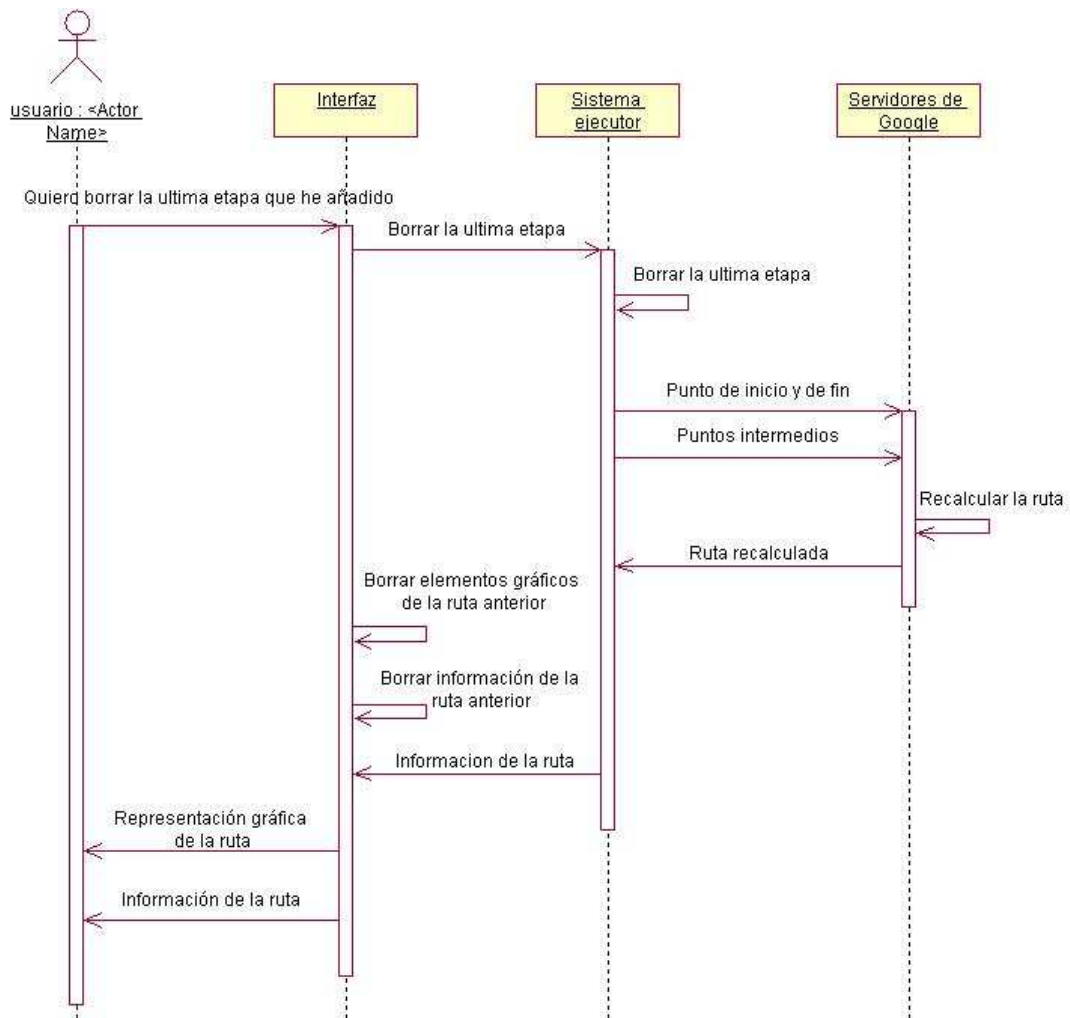 usuario : <Actor
Name>
Interfaz
Sistema
ejecutor
Servidores de
Google
Quiero borrar la ultima etapa que he añadido
Borrar la ultima etapa
Borrar la ultima etapa
Punto de inicio y de fin
Puntos intermedios
Recalcular la ruta
Ruta recalculada
Borrar elementos gráficos
de la ruta anterior
Borrar información de la
ruta anterior
Informacion de la ruta
Representación gráfica
de la ruta
Información de la ruta